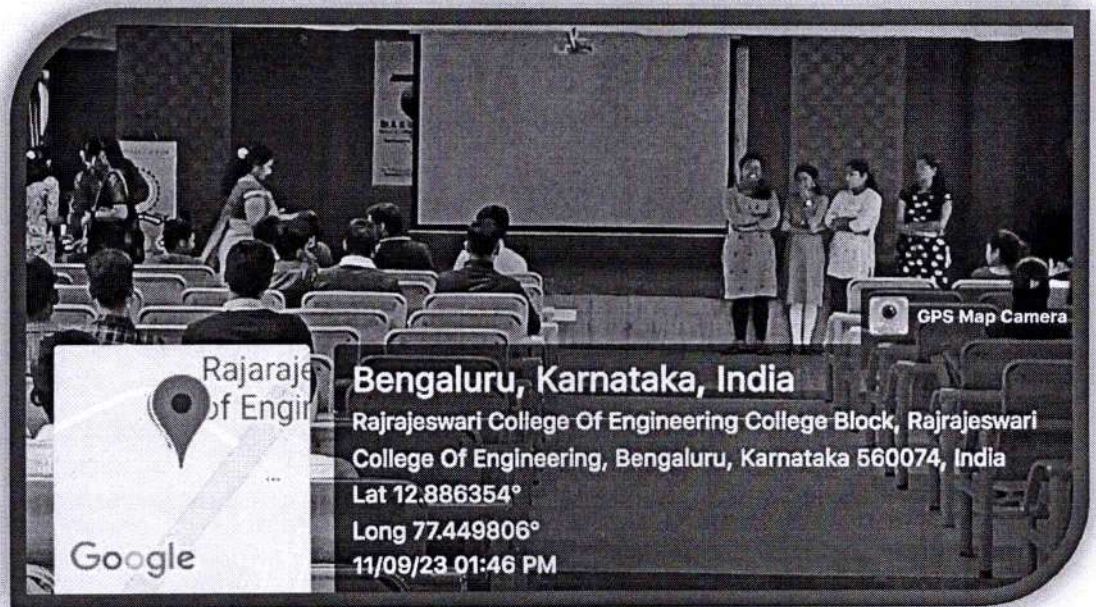 GPS Map Camera
Rajaraje
of Engir
Google
Bengaluru, Karnataka, India
Rajrajeswari College Of Engineering College Block, Rajrajeswari
College Of Engineering, Bengaluru, Karnataka 560074, India
Lat 12.886354°
Long 77.449806°
11/09/23 01:46 PM